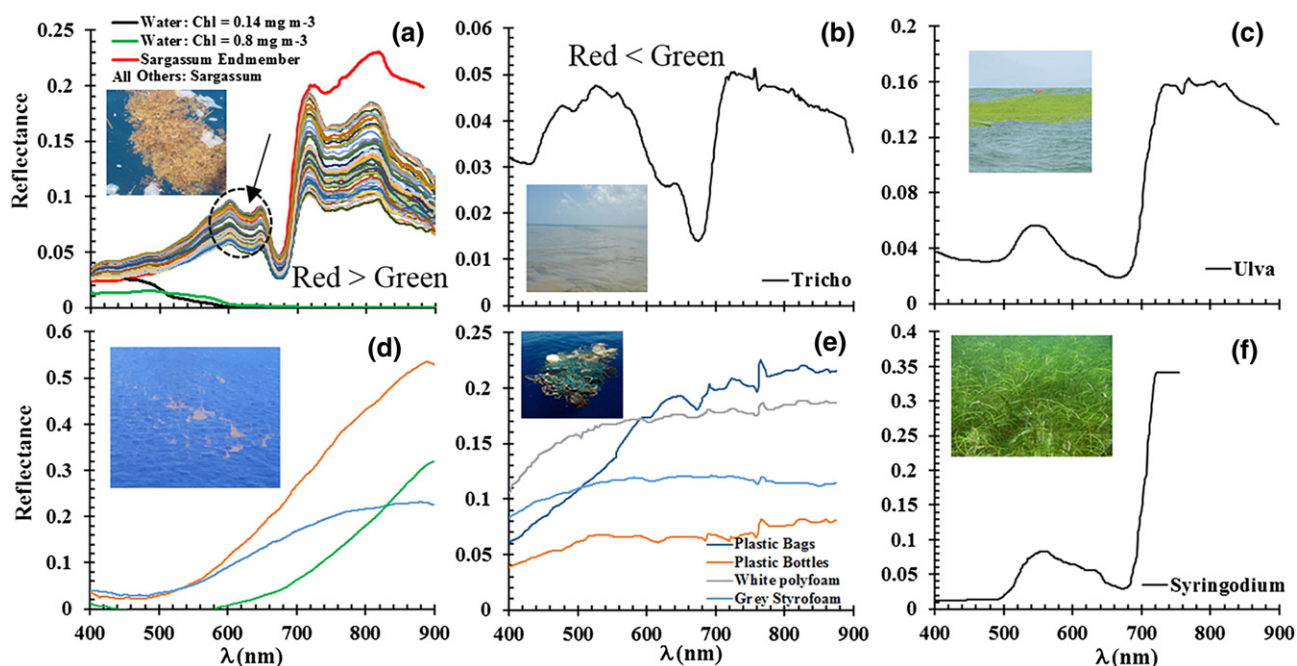 Water: Chl = 0.14 mg m-3
Water: Chl = 0.8 mg m-3
Sargassum Endmember
All Others: Sargassum
(a)
Red > Green
Reflectance
0.25
0.2
0.15
0.1
0.05
0
(b)
Red < Green
Tricho
0.06
0.05
0.04
0.03
0.02
0.01
0
(c)
Ulva
0.2
0.16
0.12
0.08
0.04
0
(d)
Reflectance
0.6
0.5
0.4
0.3
0.2
0.1
0
400 500 600 700 800 900
λ (nm)
(e)
0.25
0.2
0.15
0.1
0.05
0
Plastic Bags
Plastic Bottles
White polyfoam
Grey Styrofoam
400 500 600 700 800 900
λ (nm)
(f)
Syringodium
0.4
0.35
0.3
0.25
0.2
0.15
0.1
0.05
0
400 500 600 700 800 900
λ (nm)